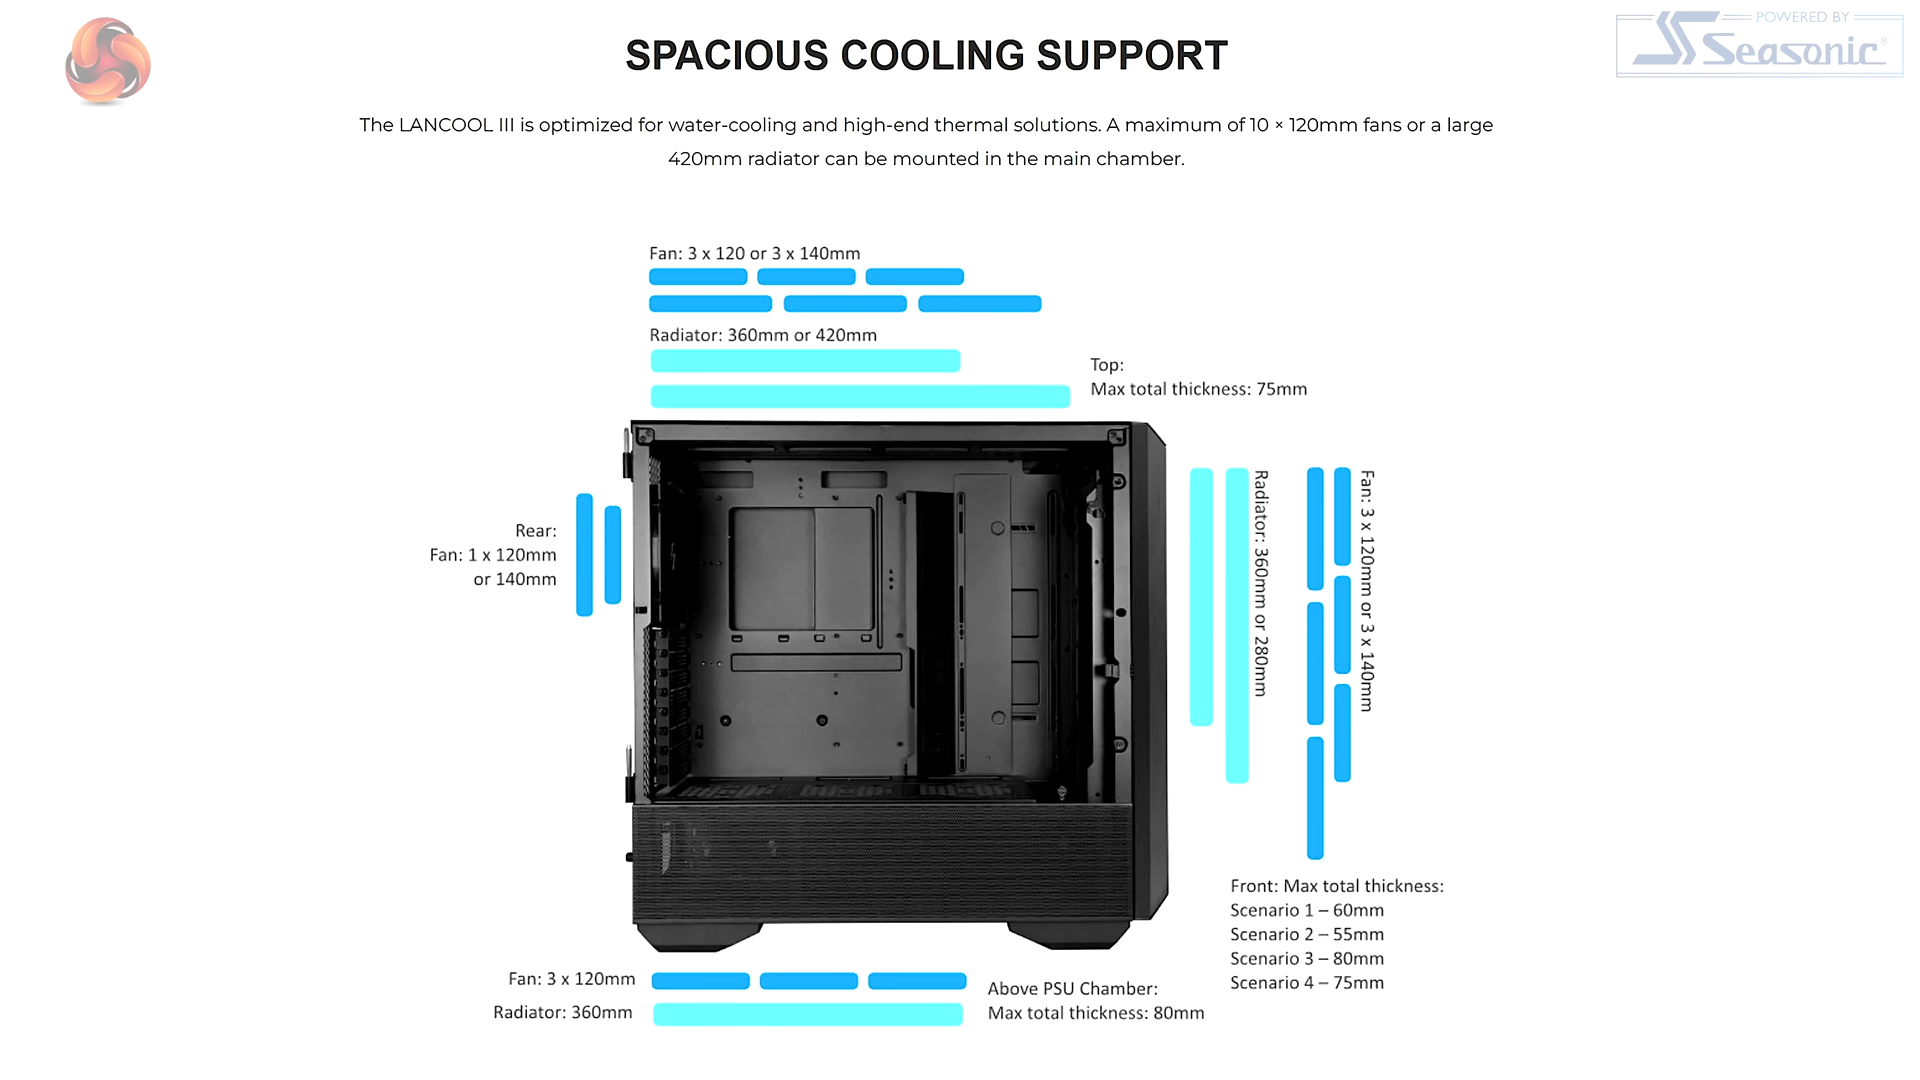 POWERED BY
Seasonic
SPACIOUS COOLING SUPPORT
The LANCOOL III is optimized for water-cooling and high-end thermal solutions. A maximum of 10 × 120mm fans or a large
420mm radiator can be mounted in the main chamber.
Fan: 3 x 120 or 3 x 140mm
Radiator: 360mm or 420mm
Top:
Max total thickness: 75mm
Rear:
Fan: 1 x 120mm
or 140mm
Radiator: 360mm or 280mm
Fan: 3 x 120mm or 3 x 140mm
Front: Max total thickness:
Scenario 1 – 60mm
Scenario 2 – 55mm
Scenario 3 – 80mm
Scenario 4 – 75mm
Fan: 3 x 120mm
Radiator: 360mm
Above PSU Chamber:
Max total thickness: 80mm